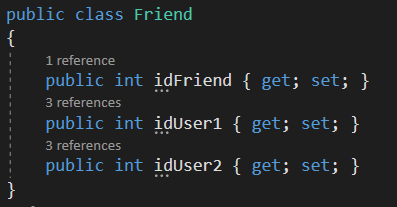 public class Friend
{
1 reference
public int idFriend { get; set; }
3 references
public int idUser1 { get; set; }
3 references
public int idUser2 { get; set; }
}